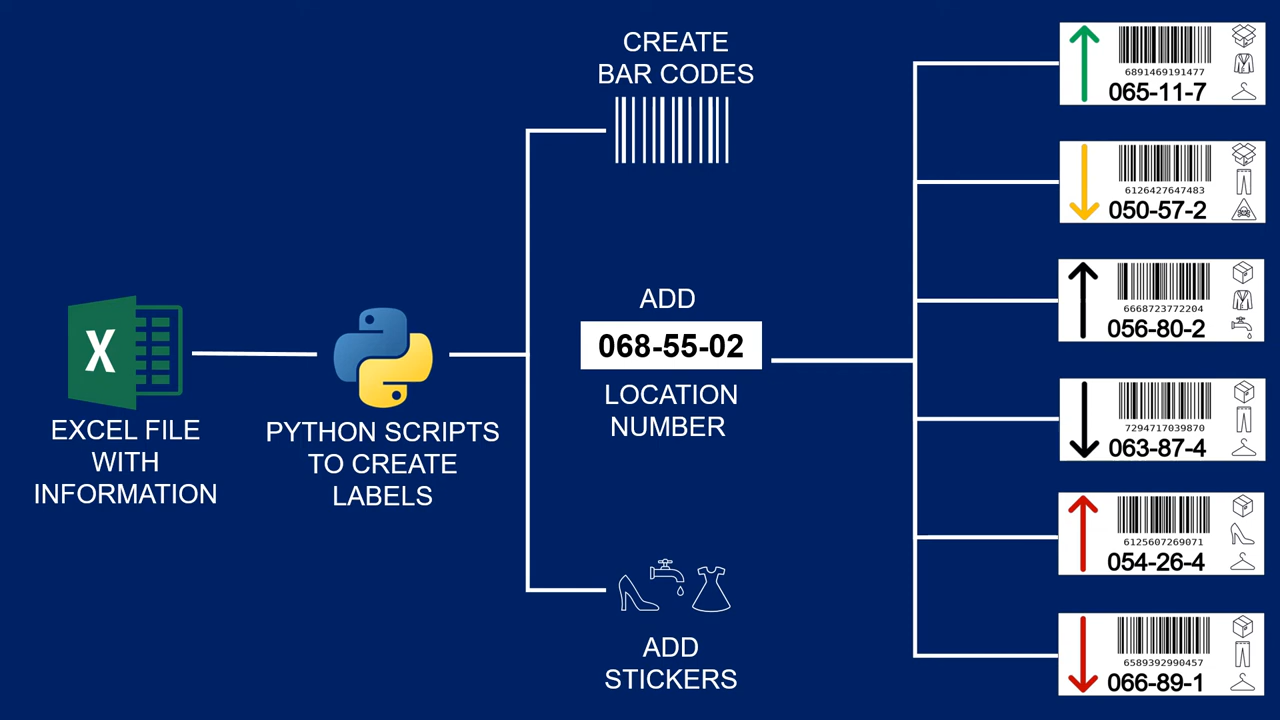 EXCEL FILE
WITH
INFORMATION
X
PYTHON SCRIPTS
TO CREATE
LABELS
CREATE
BAR CODES
ADD
068-55-02
LOCATION
NUMBER
ADD
STICKERS
6891469191477
065-11-7
6126427647483
050-57-2
6668723772204
056-80-2
7294717039870
063-87-4
6125607269071
054-26-4
6589392990457
066-89-1